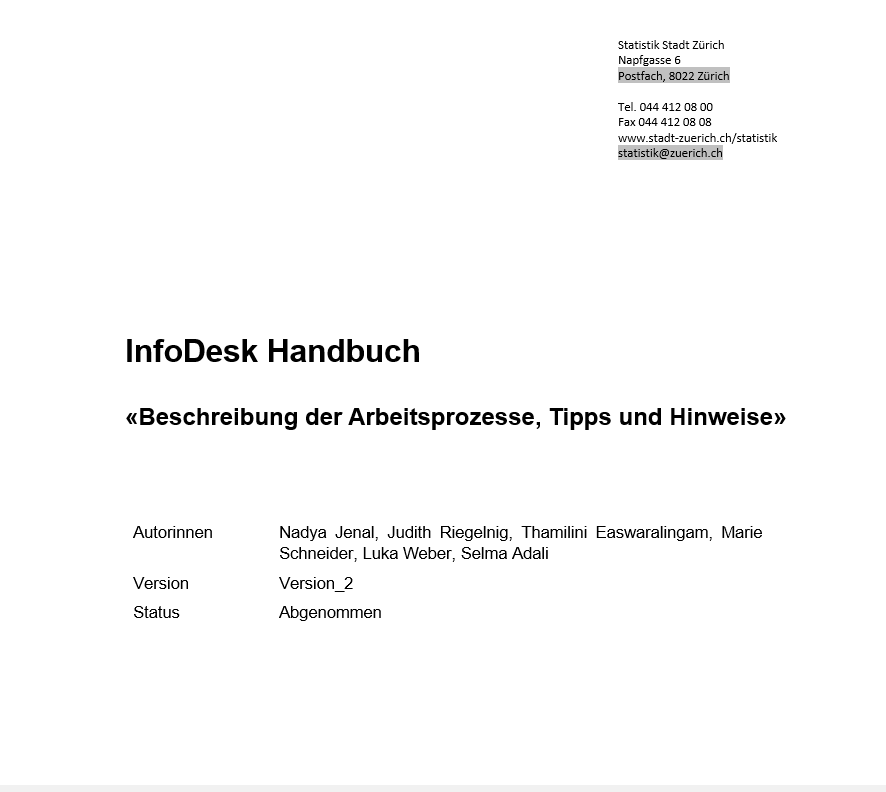 Statistik Stadt Zürich
Napfgasse 6
Postfach, 8022 Zürich
Tel. 044 412 08 00
Fax 044 412 08 08
www.stadt-zuerich.ch/statistik
statistik@zuerich.ch
InfoDesk Handbuch
«Beschreibung der Arbeitsprozesse, Tipps und Hinweise»
Autorinnen Nadya Jenal, Judith Riegelnig, Thamilini Easwaralingam, Marie
Schneider, Luka Weber, Selma Adali
Version Version_2
Status Abgenommen